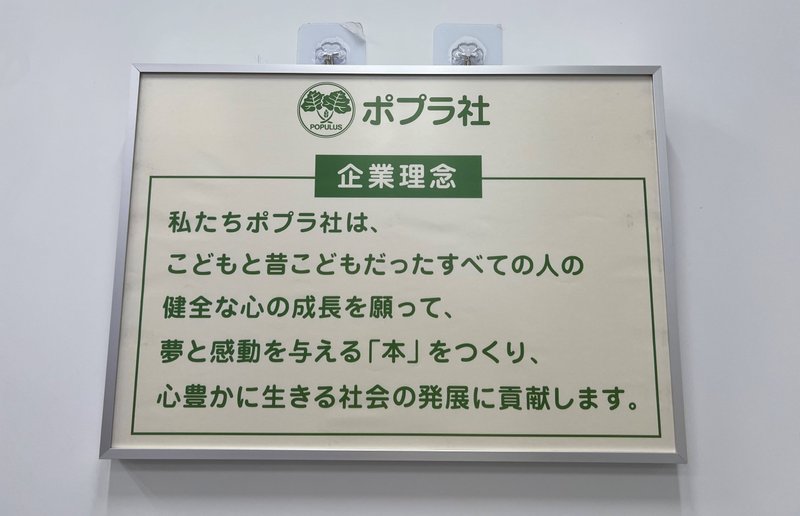 POPULUS
ポプラ社
企業理念
私たちポプラ社は、
こどもと昔こどもだったすべての人の
健全な心の成長を願って、
夢と感動を与える「本」をつくり、
心豊かに生きる社会の発展に貢献します。